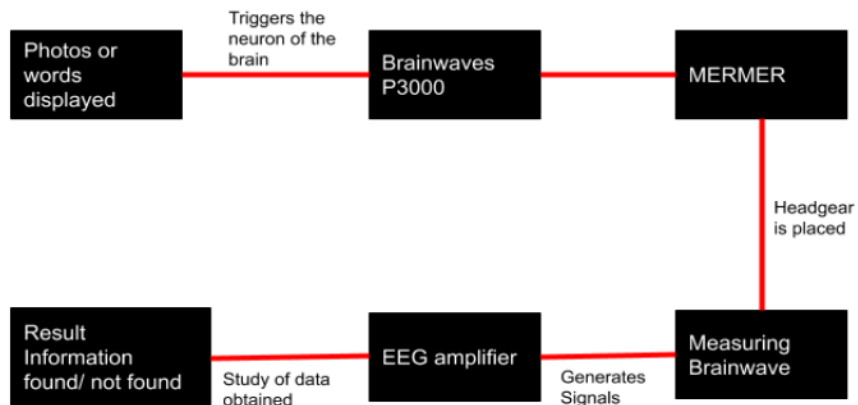 Photos or
words
displayed
Triggers the
neuron of the
brain
Brainwaves
P3000
MERMER
Headgear
is placed
Measuring
Brainwave
Generates
Signals
EEG amplifier
Study of data
obtained
Result
Information
found/ not found